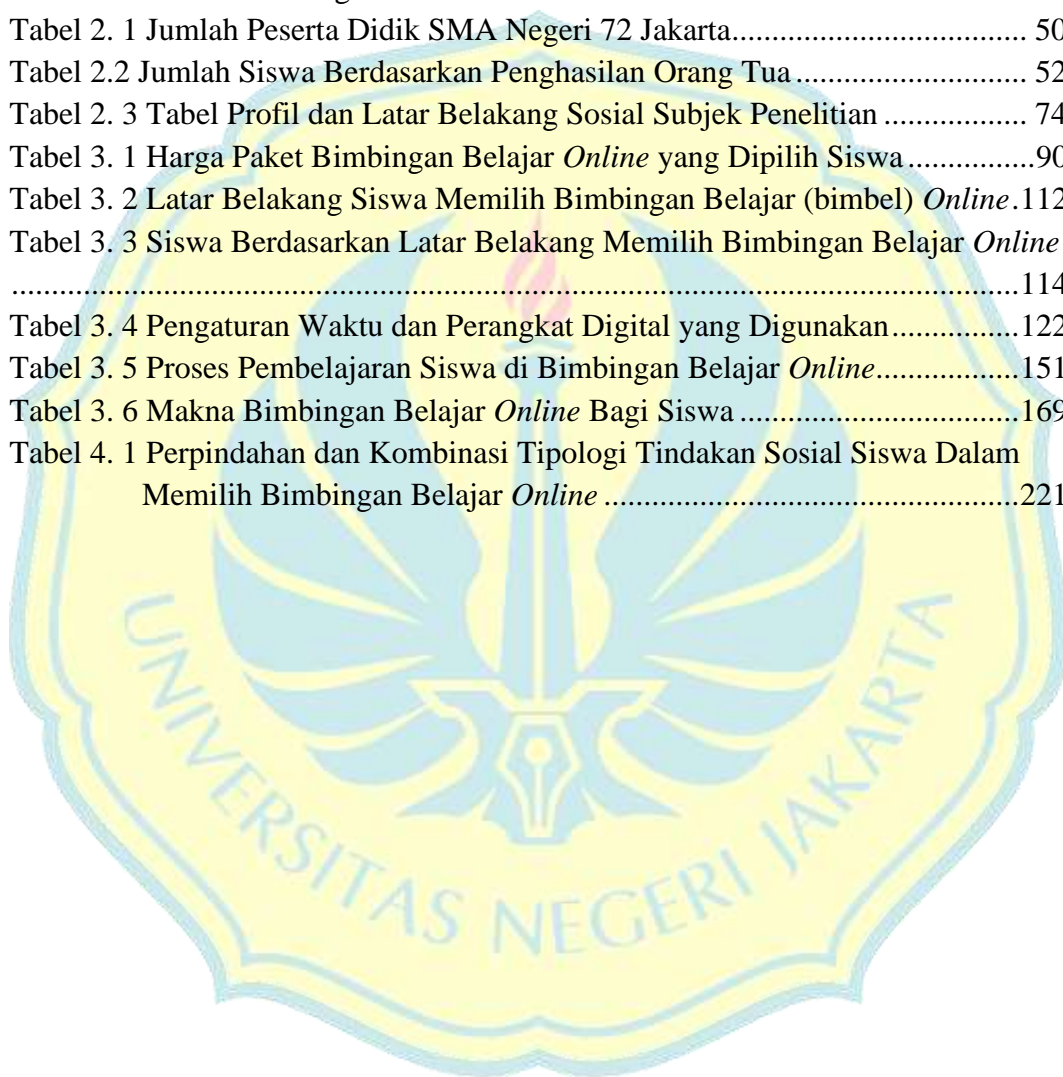 Tabel 2. 1 Jumlah Peserta Didik SMA Negeri 72 Jakarta................................. 50
Tabel 2.2 Jumlah Siswa Berdasarkan Penghasilan Orang Tua.......................... 52
Tabel 2. 3 Tabel Profil dan Latar Belakang Sosial Subjek Penelitian ................ 74
Tabel 3. 1 Harga Paket Bimbingan Belajar Online yang Dipilih Siswa................90
Tabel 3. 2 Latar Belakang Siswa Memilih Bimbingan Belajar (bimbel) Online.112
Tabel 3. 3 Siswa Berdasarkan Latar Belakang Memilih Bimbingan Belajar Online
.................................................................................................................114
Tabel 3. 4 Pengaturan Waktu dan Perangkat Digital yang Digunakan...............122
Tabel 3. 5 Proses Pembelajaran Siswa di Bimbingan Belajar Online.................151
Tabel 3. 6 Makna Bimbingan Belajar Online Bagi Siswa ...............................169
Tabel 4. 1 Perpindahan dan Kombinasi Tipologi Tindakan Sosial Siswa Dalam
Memilih Bimbingan Belajar Online ..............................................221
UNIVERSITAS NEGERI JAKARTA